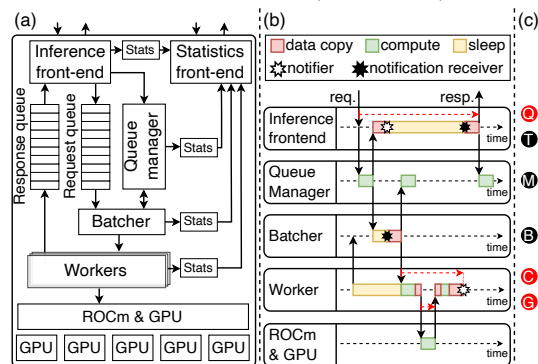 (a)
Inference
front-end
Stats
Statistics
front-end
Response queue
Request queue
Queue
manager
Stats
Batcher
Stats
Workers
Stats
ROCm & GPU
GPU GPU GPU GPU GPU
(b)
data copy compute sleep
notifier notification receiver
req. resp.
Inference
frontend
time
Queue
Manager
time
Batcher
time
Worker
time
ROCm
& GPU
time
(c)
Q
T
M
B
C
G